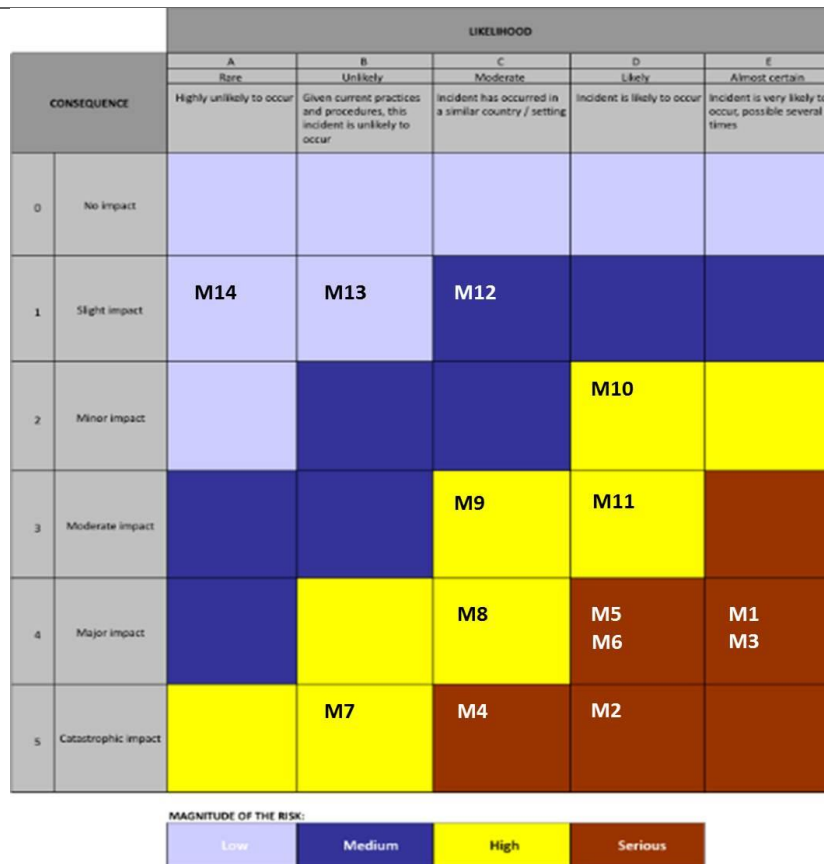 LIKELIHOOD
CONSEQUENCE
A
B
C
D
E
Rare
Unlikely
Moderate
Likely
Almost certain
Highly unlikely to occur
Given current practices
and procedures, this
incident is unlikely to
occur
Incident has occurred in
a similar country / setting
Incident is likely to occur
Incident is very likely to
occur, possible several
times
0
No impact
1
Slight impact
M14
M13
M12
2
Minor impact
M10
3
Moderate impact
M9
M11
4
Major impact
M8
M5
M6
M1
M3
5
Catastrophic impact
M7
M4
M2
MAGNITUDE OF THE RISK:
Low
Medium
High
Serious